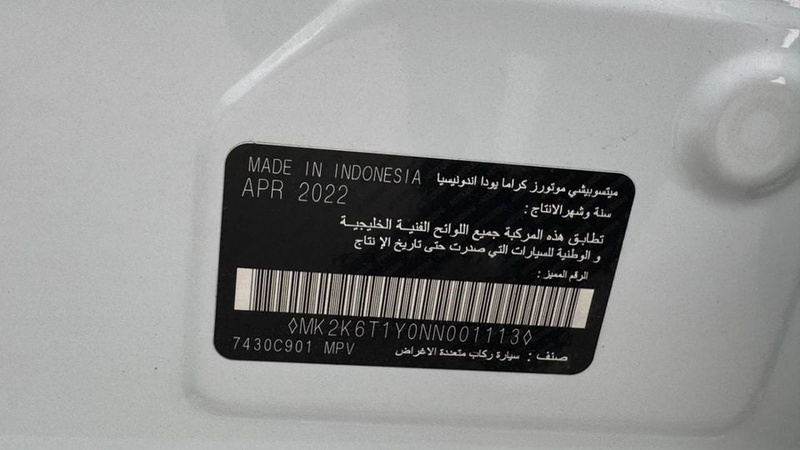 MADE IN INDONESIA ميتسوبيشي موتورز كراما يودا اندونيسيا
APR 2022 سنة وشهر الانتاج :
تطابق هذه المركبة جميع اللوائح الفنية الخليجية
و الوطنية للسيارات التي صدرت حتى تاريخ الإ نتاج
الرقم المميز :
◊MK2K6T1Y0NN001113◊
7430C901 MPV صنف : سيارة ركاب متعددة الاغراض